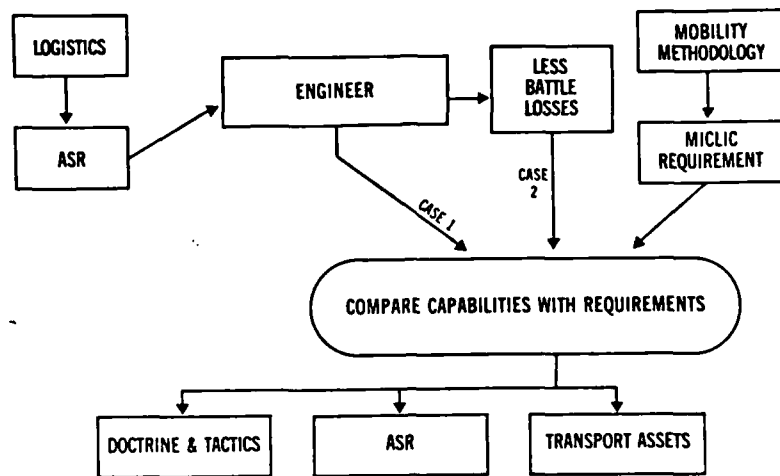 LOGISTICS
ASR
ENGINEER
LESS
BATTLE
LOSSES
MOBILITY
METHODOLOGY
MICLIC
REQUIREMENT
CASE 1
CASE
2
COMPARE CAPABILITIES WITH REQUIREMENTS
DOCTRINE & TACTICS
ASR
TRANSPORT ASSETS